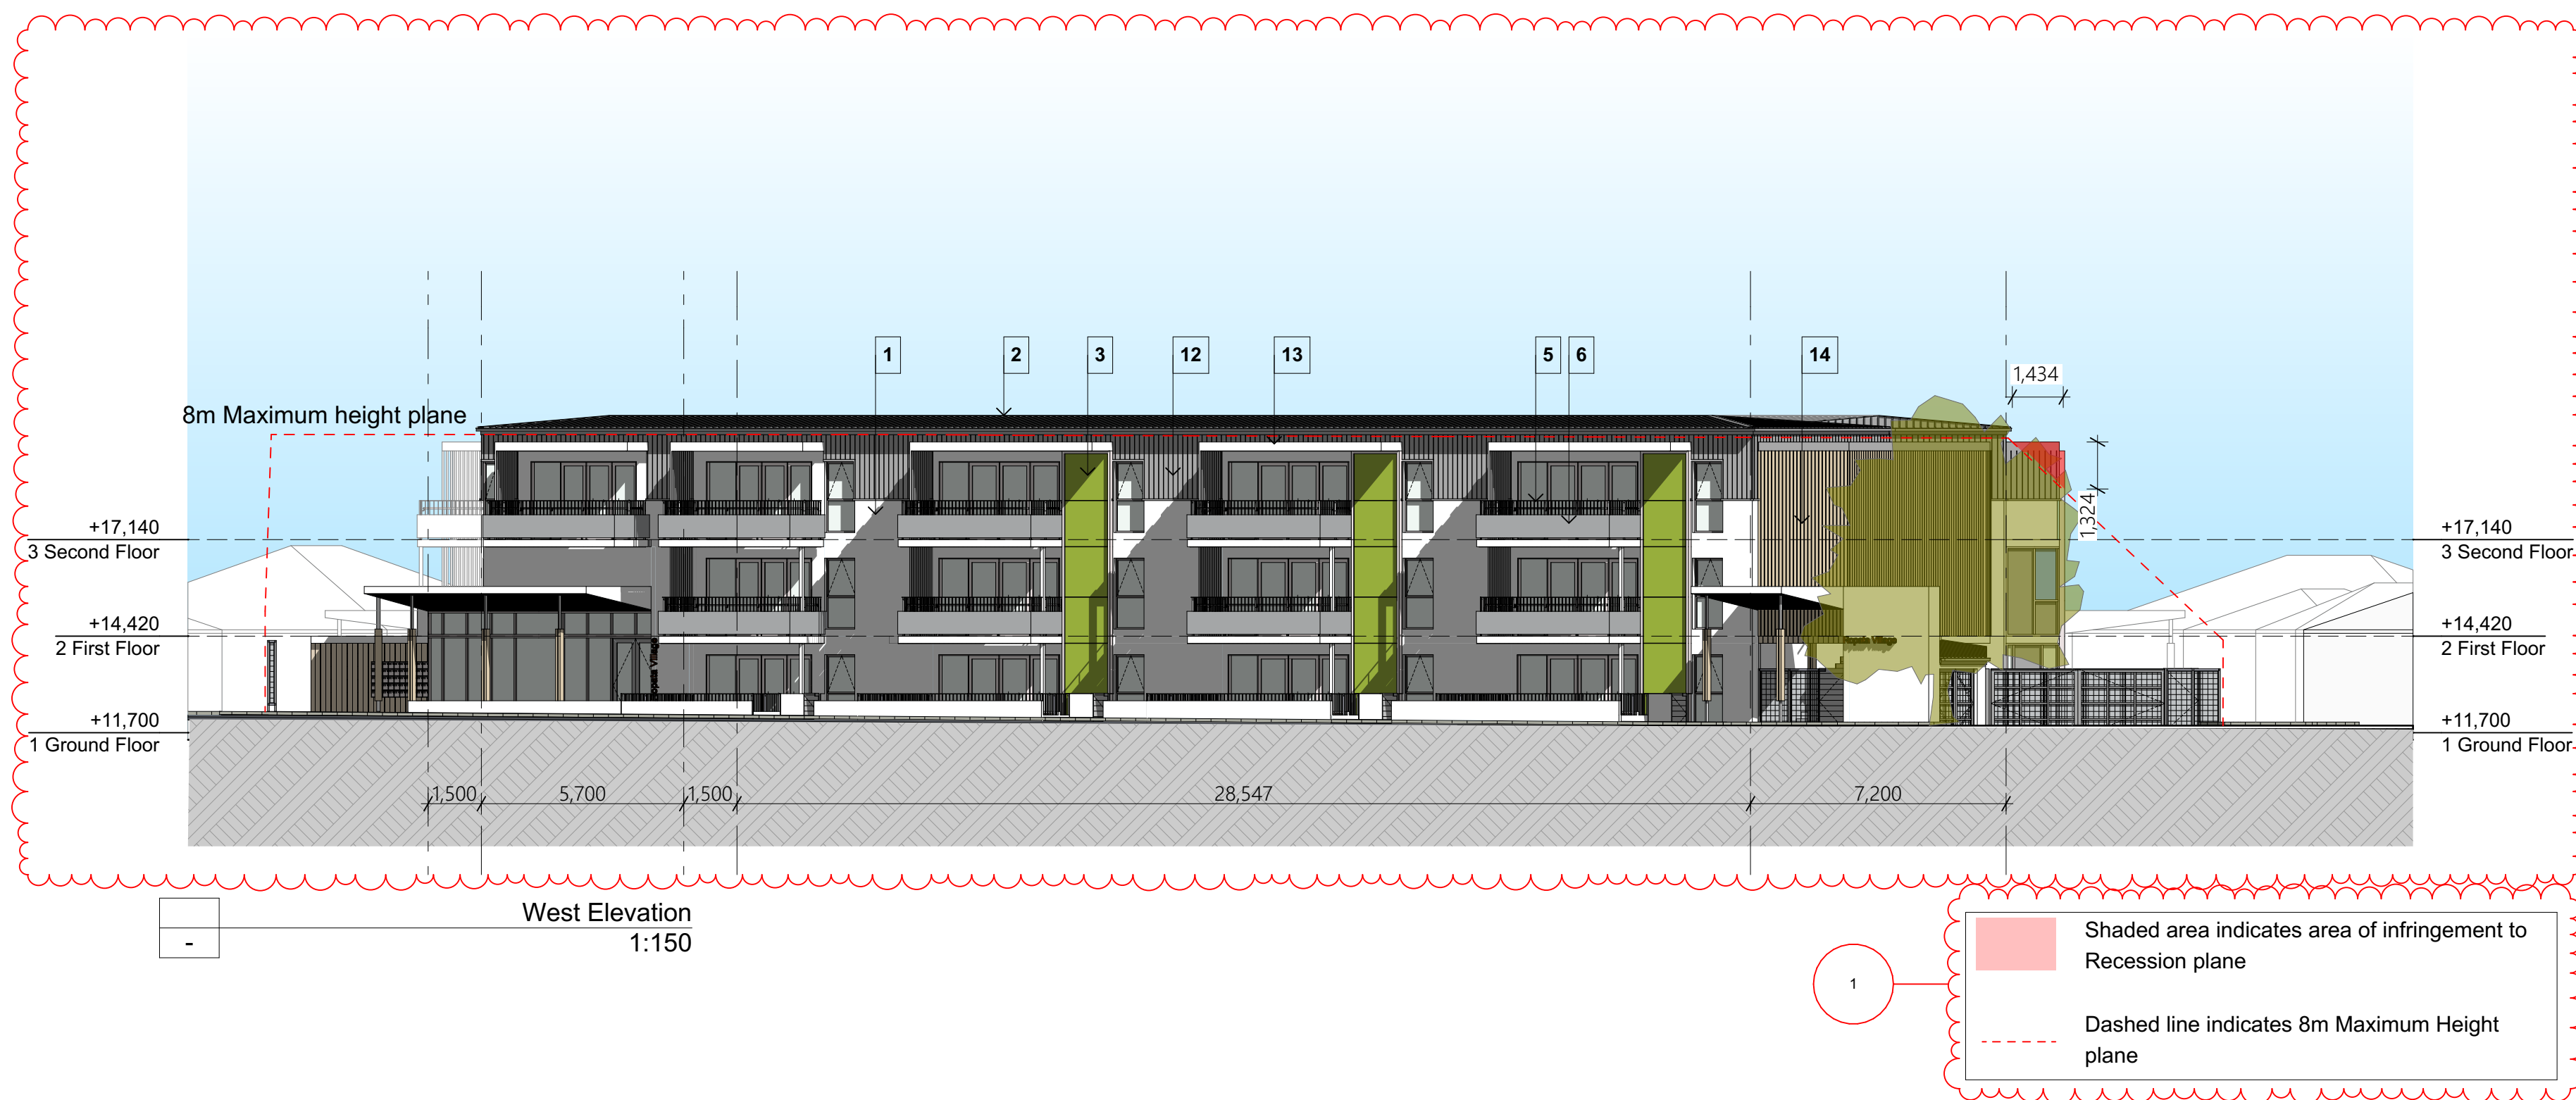 1
2
3
12
13
5
6
14
1,434
8m Maximum height plane
1,324
+17,140
3 Second Floor
+17,140
3 Second Floor
+14,420
2 First Floor
+14,420
2 First Floor
Village
Village
+11,700
1 Ground Floor
+11,700
1 Ground Floor
1,500
5,700
1,500
28,547
7,200
West Elevation
-
1:150
1
Shaded area indicates area of infringement to
Recession plane
Dashed line indicates 8m Maximum Height
plane